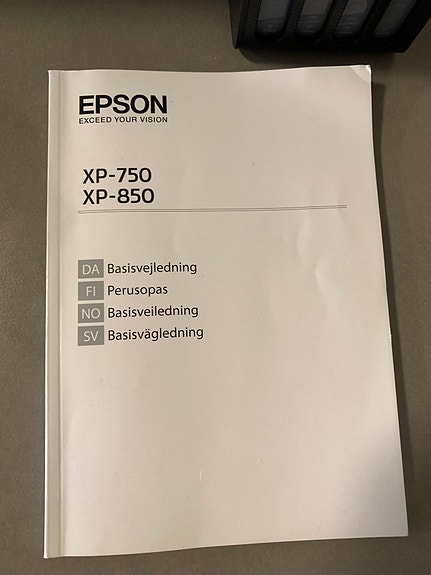 EPSON
EXCEED YOUR VISION
XP-750
XP-850
DA Basisvejledning
FI Perusopas
NO Basisveiledning
SV Basisvägledning